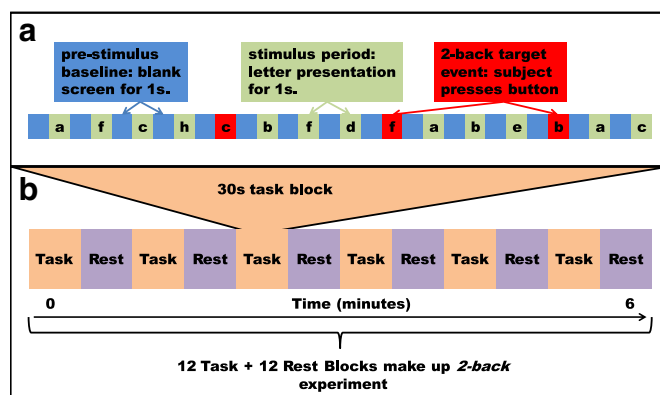 a
pre-stimulus
baseline: blank
screen for 1s.
stimulus period:
letter presentation
for 1s.
2-back target
event: subject
presses button
a f c h c b f d f a b e b a c
b
30s task block
Task Rest Task Rest Task Rest Task Rest Task Rest Task Rest
0 Time (minutes) 6
12 Task + 12 Rest Blocks make up 2-back
experiment